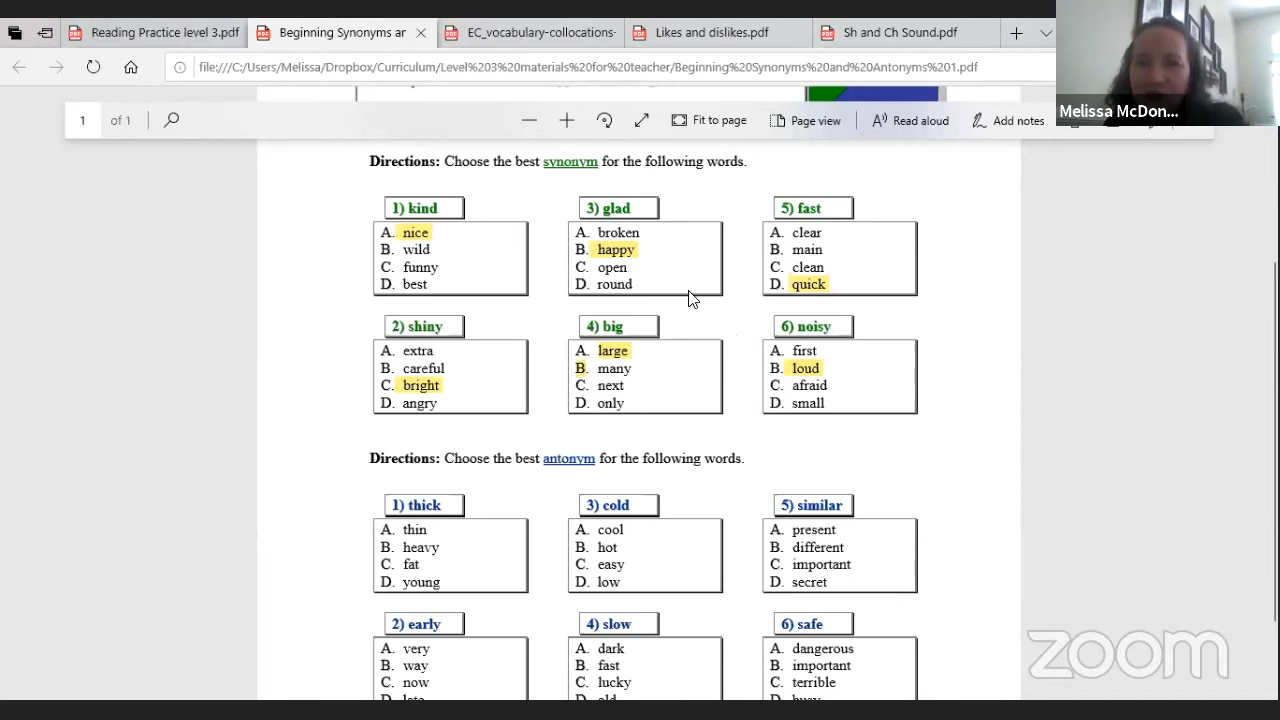 Reading Practice level 3.pdf
Beginning Synonyms ar
EC_vocabulary-collocations-
Likes and dislikes.pdf
Sh and Ch Sound.pdf
file:///C:/Users/Melissa/Dropbox/Curriculum/Level%203%20materials%20for%20teacher/Beginning%20Synonyms%20and%20Antonyms%201.pdf
Melissa McDon...
1 of 1
Fit to page
Page view
Read aloud
Add notes
Directions: Choose the best synonym for the following words.
1) kind
A. nice
B. wild
C. funny
D. best
3) glad
A. broken
B. happy
C. open
D. round
5) fast
A. clear
B. main
C. clean
D. quick
2) shiny
A. extra
B. careful
C. bright
D. angry
4) big
A. large
B. many
C. next
D. only
6) noisy
A. first
B. loud
C. afraid
D. small
Directions: Choose the best antonym for the following words.
1) thick
A. thin
B. heavy
C. fat
D. young
3) cold
A. cool
B. hot
C. easy
D. low
5) similar
A. present
B. different
C. important
D. secret
2) early
A. very
B. way
C. now
4) slow
A. dark
B. fast
C. lucky
6) safe
A. dangerous
B. important
C. terrible
zoom